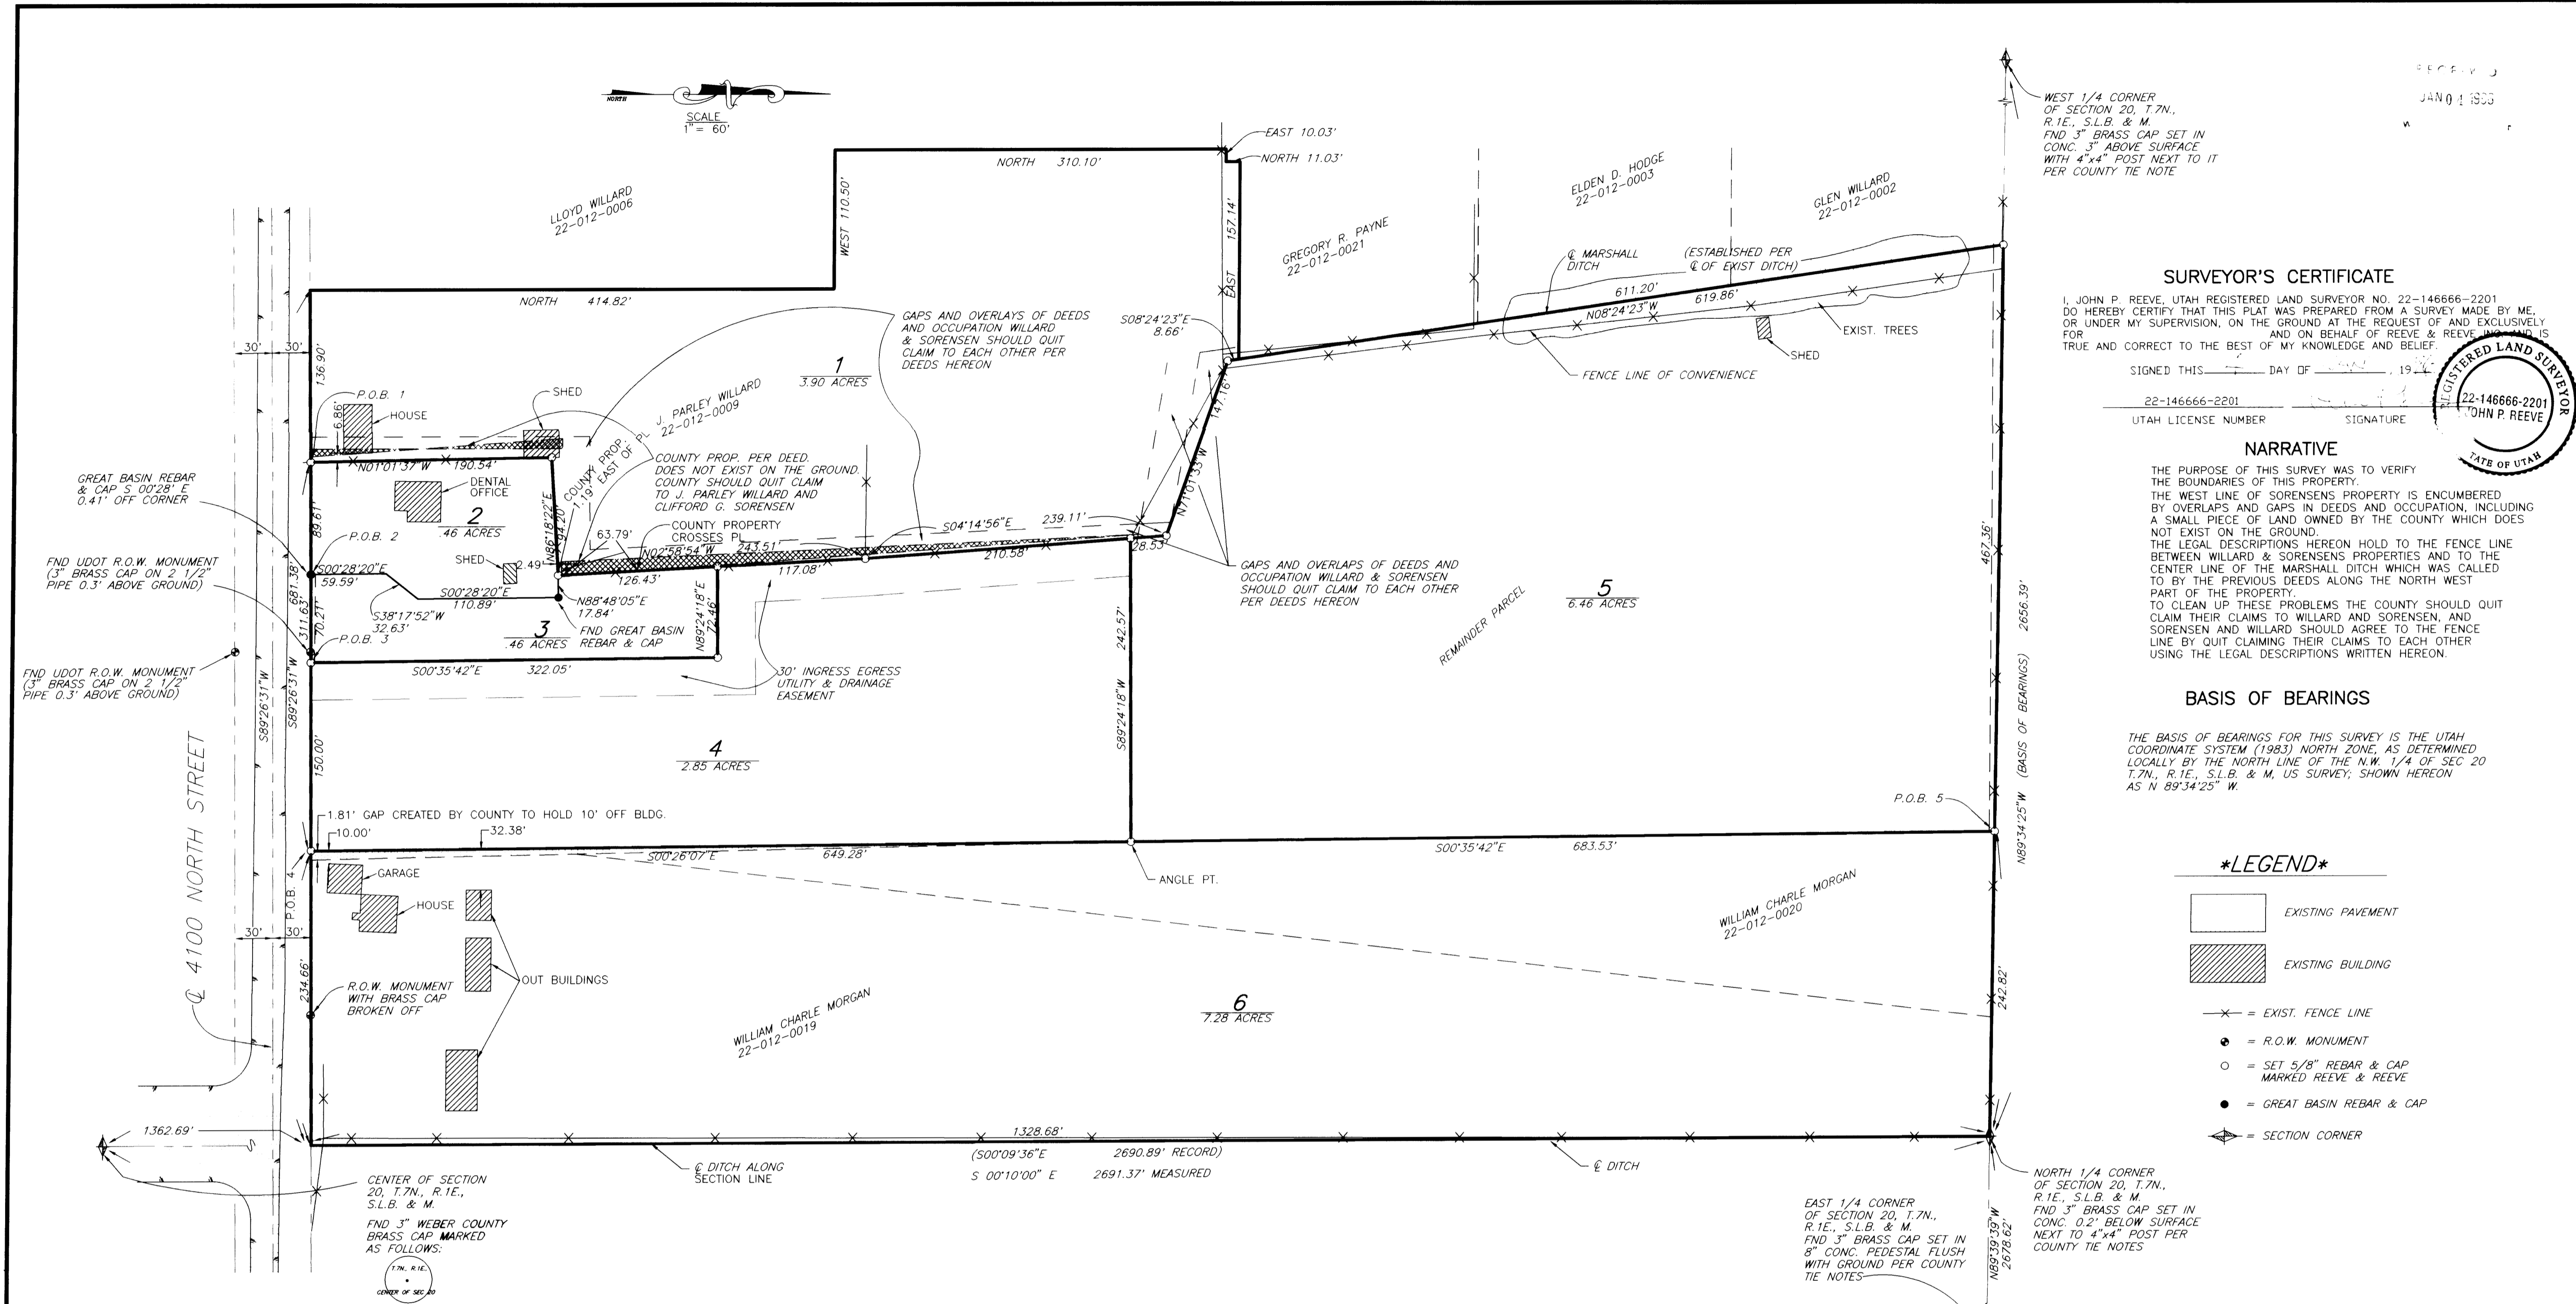 NORTH
SCALE
1"= 60'
EAST 10.03'
NORTH 11.03'
NORTH 310.10'
WEST 110.50'
EAST 157.14'
LLOYD WILLARD
22-012-0006
NORTH 414.82'
GREGORY R. PAYNE
22-012-0021
ELDEN D. HODGE
22-012-0003
GLEN WILLARD
22-012-0002
WEST 1/4 CORNER
OF SECTION 20, T.7N.,
R.1E., S.L.B. & M.
FND 3" BRASS CAP SET IN
CONC. 3" ABOVE SURFACE
WITH 4"x4" POST NEXT TO IT
PER COUNTY TIE NOTE
JAN 0
℄ MARSHALL
DITCH
(ESTABLISHED PER
℄ OF EXIST DITCH)
611.20'
619.86'
N08°24'23"W
EXIST. TREES
SHED
FENCE LINE OF CONVENIENCE
S08°24'23"E
8.66'
147.16'
N71°01'33"W
GAPS AND OVERLAYS OF DEEDS
AND OCCUPATION WILLARD
& SORENSEN SHOULD QUIT
CLAIM TO EACH OTHER PER
DEEDS HEREON
1
3.90 ACRES
J. PARLEY WILLARD
22-012-0009
30' 30'
136.90'
6.86'
P.O.B. 1
HOUSE
SHED
N01°01'37"W 190.54'
GREAT BASIN REBAR
& CAP S 00°28' E
0.41' OFF CORNER
DENTAL
OFFICE
2
.46 ACRES
SHED
89.61'
P.O.B. 2
N86°18'22"E
94.20'
COUNTY PROP.
1.19' EAST OF PL
COUNTY PROP. PER DEED.
DOES NOT EXIST ON THE GROUND.
COUNTY SHOULD QUIT CLAIM
TO J. PARLEY WILLARD AND
CLIFFORD G. SORENSEN
COUNTY PROPERTY
CROSSES PL
63.79'
N02°58'54"W 243.51'
2.49'
126.43'
117.08'
S04°14'56"E 239.11'
210.58'
28.53'
FND UDOT R.O.W. MONUMENT
(3" BRASS CAP ON 2 1/2"
PIPE 0.3' ABOVE GROUND)
S00°28'20"E
59.59'
S38°17'52"W
32.63'
S00°28'20"E
110.89'
N88°48'05"E
17.84'
FND GREAT BASIN
REBAR & CAP
3
.46 ACRES
N89°24'18"E
72.46'
681.38'
311.63'
70.21'
P.O.B. 3
FND UDOT R.O.W. MONUMENT
(3" BRASS CAP ON 2 1/2"
PIPE 0.3' ABOVE GROUND)
S00°35'42"E 322.05'
30' INGRESS EGRESS
UTILITY & DRAINAGE
EASEMENT
GAPS AND OVERLAPS OF DEEDS AND
OCCUPATION WILLARD & SORENSEN
SHOULD QUIT CLAIM TO EACH OTHER
PER DEEDS HEREON
5
6.46 ACRES
REMAINDER PARCEL
242.57'
S89°24'18"W
467.36'
2656.39'
N89°34'25"W (BASIS OF BEARINGS)
S89°26'31"W
S89°26'31"W
℄ 4100 NORTH STREET
150.00'
4
2.85 ACRES
1.81' GAP CREATED BY COUNTY TO HOLD 10' OFF BLDG.
10.00'
32.38'
S00°26'07"E 649.28'
S00°35'42"E 683.53'
P.O.B. 5
ANGLE PT.
P.O.B. 4
GARAGE
HOUSE
30' 30'
OUT BUILDINGS
234.66'
R.O.W. MONUMENT
WITH BRASS CAP
BROKEN OFF
WILLIAM CHARLE MORGAN
22-012-0019
WILLIAM CHARLE MORGAN
22-012-0020
6
7.28 ACRES
242.82'
1362.69'
1328.68'
(S00°09'36"E 2690.89' RECORD)
S 00°10'00" E 2691.37' MEASURED
℄ DITCH ALONG
SECTION LINE
℄ DITCH
CENTER OF SECTION
20, T.7N., R.1E.,
S.L.B. & M.
FND 3" WEBER COUNTY
BRASS CAP MARKED
AS FOLLOWS:
T.7N., R.1E.
CENTER OF SEC 20
EAST 1/4 CORNER
OF SECTION 20, T.7N.,
R.1E., S.L.B. & M.
FND 3" BRASS CAP SET IN
8" CONC. PEDESTAL FLUSH
WITH GROUND PER COUNTY
TIE NOTES
N89°39'39"W
2678.62'
NORTH 1/4 CORNER
OF SECTION 20, T.7N.,
R.1E., S.L.B. & M.
FND 3" BRASS CAP SET IN
CONC. 0.2' BELOW SURFACE
NEXT TO 4"x4" POST PER
COUNTY TIE NOTES
SURVEYOR'S CERTIFICATE
I, JOHN P. REEVE, UTAH REGISTERED LAND SURVEYOR NO. 22-146666-2201
DO HEREBY CERTIFY THAT THIS PLAT WAS PREPARED FROM A SURVEY MADE BY ME,
OR UNDER MY SUPERVISION, ON THE GROUND AT THE REQUEST OF AND EXCLUSIVELY
FOR AND ON BEHALF OF REEVE & REEVE IS
TRUE AND CORRECT TO THE BEST OF MY KNOWLEDGE AND BELIEF.
SIGNED THIS DAY OF , 19
22-146666-2201
UTAH LICENSE NUMBER SIGNATURE
REGISTERED LAND SURVEYOR
22-146666-2201
JOHN P. REEVE
TATE OF UTAH
NARRATIVE
THE PURPOSE OF THIS SURVEY WAS TO VERIFY
THE BOUNDARIES OF THIS PROPERTY.
THE WEST LINE OF SORENSENS PROPERTY IS ENCUMBERED
BY OVERLAPS AND GAPS IN DEEDS AND OCCUPATION, INCLUDING
A SMALL PIECE OF LAND OWNED BY THE COUNTY WHICH DOES
NOT EXIST ON THE GROUND.
THE LEGAL DESCRIPTIONS HEREON HOLD TO THE FENCE LINE
BETWEEN WILLARD & SORENSENS PROPERTIES AND TO THE
CENTER LINE OF THE MARSHALL DITCH WHICH WAS CALLED
TO BY THE PREVIOUS DEEDS ALONG THE NORTH WEST
PART OF THE PROPERTY.
TO CLEAN UP THESE PROBLEMS THE COUNTY SHOULD QUIT
CLAIM THEIR CLAIMS TO WILLARD AND SORENSEN, AND
SORENSEN AND WILLARD SHOULD AGREE TO THE FENCE
LINE BY QUIT CLAIMING THEIR CLAIMS TO EACH OTHER
USING THE LEGAL DESCRIPTIONS WRITTEN HEREON.
BASIS OF BEARINGS
THE BASIS OF BEARINGS FOR THIS SURVEY IS THE UTAH
COORDINATE SYSTEM (1983) NORTH ZONE, AS DETERMINED
LOCALLY BY THE NORTH LINE OF THE N.W. 1/4 OF SEC 20
T.7N., R.1E., S.L.B. & M, US SURVEY; SHOWN HEREON
AS N 89°34'25" W.
*LEGEND*
EXISTING PAVEMENT
EXISTING BUILDING
= EXIST. FENCE LINE
= R.O.W. MONUMENT
= SET 5/8" REBAR & CAP
MARKED REEVE & REEVE
= GREAT BASIN REBAR & CAP
= SECTION CORNER